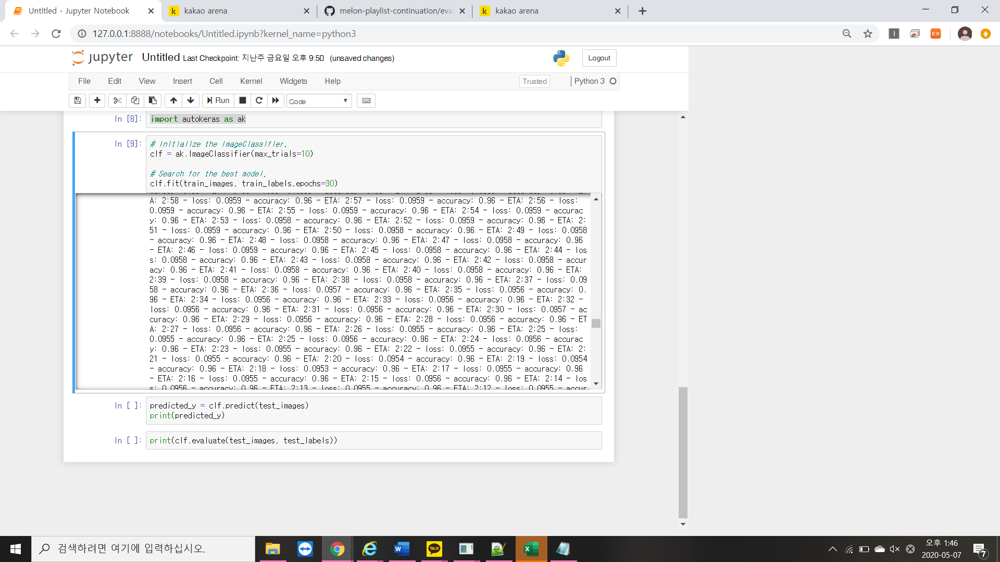 Untitled - Jupyter Notebook
kakao arena
melon-playlist-continuation/eval
kakao arena
127.0.0.1:8888/notebooks/Untitled.ipynb?kernel_name=python3
EX
jupyter Untitled Last Checkpoint: 지난주 금요일 오후 9:50 (unsaved changes)
Logout
File Edit View Insert Cell Kernel Widgets Help
Trusted
Python 3
Run
Code
In [8]: import autokeras as ak
In [9]: # Initialize the ImageClassifier.
clf = ak.ImageClassifier(max_trials=10)
# Search for the best model.
clf.fit(train_images, train_labels,epochs=30)
A: 2:58 - loss: 0.0959 - accuracy: 0.96 - ETA: 2:57 - loss: 0.0959 - accuracy: 0.96 - ETA: 2:56 - loss:
0.0959 - accuracy: 0.96 - ETA: 2:55 - loss: 0.0959 - accuracy: 0.96 - ETA: 2:54 - loss: 0.0959 - accurac
y: 0.96 - ETA: 2:53 - loss: 0.0958 - accuracy: 0.96 - ETA: 2:52 - loss: 0.0959 - accuracy: 0.96 - ETA: 2:
51 - loss: 0.0959 - accuracy: 0.96 - ETA: 2:50 - loss: 0.0958 - accuracy: 0.96 - ETA: 2:49 - loss: 0.0958
- accuracy: 0.96 - ETA: 2:48 - loss: 0.0958 - accuracy: 0.96 - ETA: 2:47 - loss: 0.0958 - accuracy: 0.96
- ETA: 2:46 - loss: 0.0959 - accuracy: 0.96 - ETA: 2:45 - loss: 0.0958 - accuracy: 0.96 - ETA: 2:44 - los
s: 0.0958 - accuracy: 0.96 - ETA: 2:43 - loss: 0.0958 - accuracy: 0.96 - ETA: 2:42 - loss: 0.0958 - accur
acy: 0.96 - ETA: 2:41 - loss: 0.0958 - accuracy: 0.96 - ETA: 2:40 - loss: 0.0958 - accuracy: 0.96 - ETA:
2:39 - loss: 0.0958 - accuracy: 0.96 - ETA: 2:38 - loss: 0.0958 - accuracy: 0.96 - ETA: 2:37 - loss: 0.09
58 - accuracy: 0.96 - ETA: 2:36 - loss: 0.0957 - accuracy: 0.96 - ETA: 2:35 - loss: 0.0956 - accuracy: 0.
96 - ETA: 2:34 - loss: 0.0956 - accuracy: 0.96 - ETA: 2:33 - loss: 0.0956 - accuracy: 0.96 - ETA: 2:32 -
loss: 0.0956 - accuracy: 0.96 - ETA: 2:31 - loss: 0.0956 - accuracy: 0.96 - ETA: 2:30 - loss: 0.0957 - ac
curacy: 0.96 - ETA: 2:29 - loss: 0.0956 - accuracy: 0.96 - ETA: 2:28 - loss: 0.0956 - accuracy: 0.96 - ET
A: 2:27 - loss: 0.0956 - accuracy: 0.96 - ETA: 2:26 - loss: 0.0955 - accuracy: 0.96 - ETA: 2:25 - loss:
0.0955 - accuracy: 0.96 - ETA: 2:25 - loss: 0.0956 - accuracy: 0.96 - ETA: 2:24 - loss: 0.0956 - accurac
y: 0.96 - ETA: 2:23 - loss: 0.0955 - accuracy: 0.96 - ETA: 2:22 - loss: 0.0955 - accuracy: 0.96 - ETA: 2:
21 - loss: 0.0955 - accuracy: 0.96 - ETA: 2:20 - loss: 0.0954 - accuracy: 0.96 - ETA: 2:19 - loss: 0.0954
- accuracy: 0.96 - ETA: 2:18 - loss: 0.0953 - accuracy: 0.96 - ETA: 2:17 - loss: 0.0955 - accuracy: 0.96
- ETA: 2:16 - loss: 0.0955 - accuracy: 0.96 - ETA: 2:15 - loss: 0.0956 - accuracy: 0.96 - ETA: 2:14 - los
s: 0.0956 - accuracy: 0.96 - ETA: 2:13 - loss: 0.0955 - accuracy: 0.96 - ETA: 2:12 - loss: 0.0955 - accur
In [ ]: predicted_y = clf.predict(test_images)
print(predicted_y)
In [ ]: print(clf.evaluate(test_images, test_labels))
검색하려면 여기에 입력하십시오.
TALK
오후 1:46
2020-05-07
7